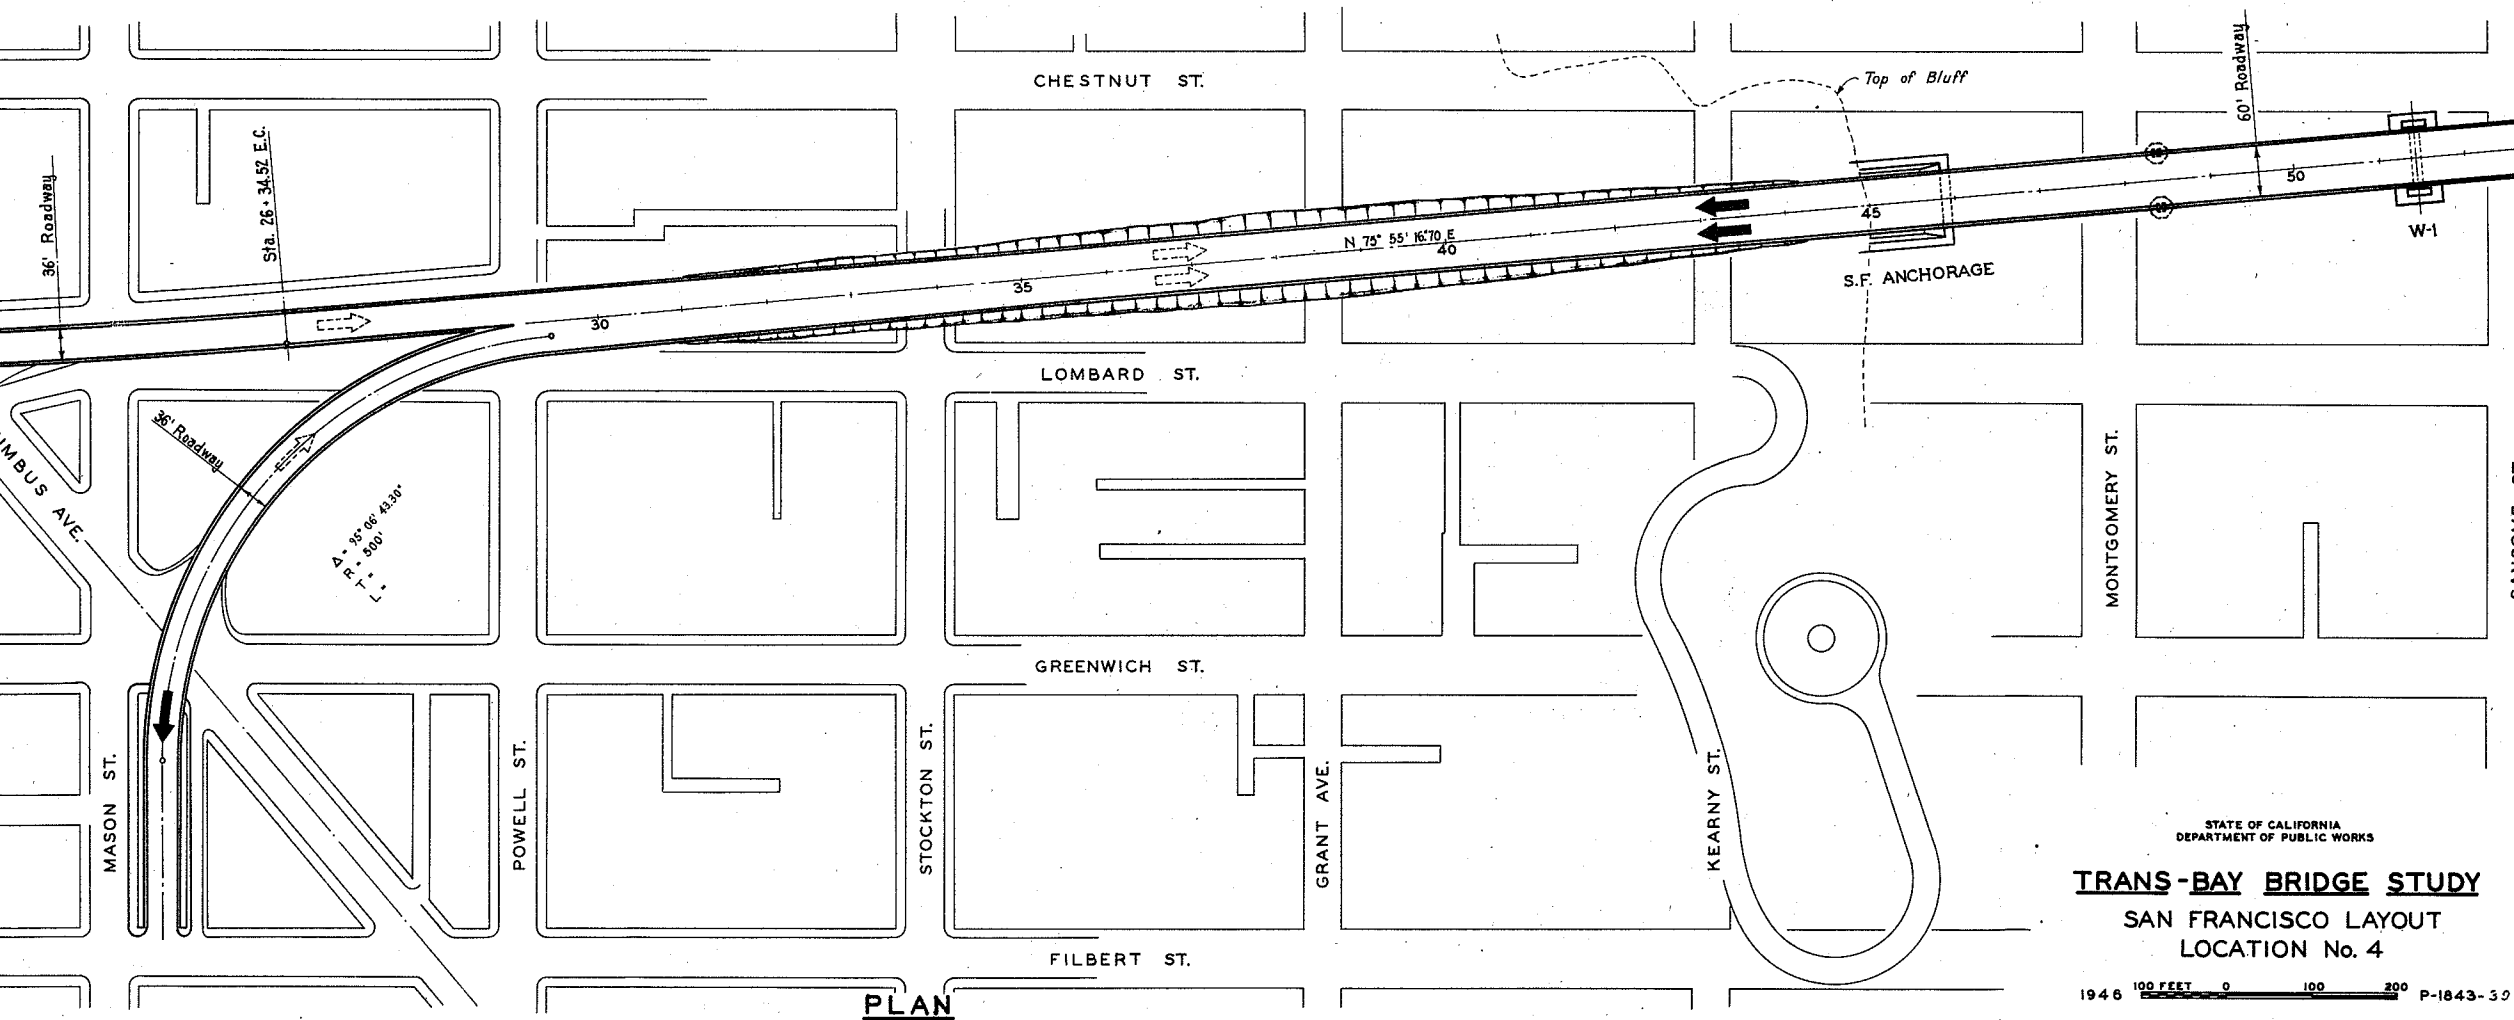 CHESTNUT ST.
Top of Bluff
60' Roadway
36' Roadway
Sta. 26 + 34.52 E.C.
30
35
N 75° 55' 16."70 E
40
45
50
W-1
S.F. ANCHORAGE
LOMBARD ST.
36' Roadway
AVE.
Δ = 95° 06' 43.30"
R = 500'
T =
L =
MONTGOMERY ST.
GREENWICH ST.
MASON ST.
POWELL ST.
STOCKTON ST.
GRANT AVE.
KEARNY ST.
FILBERT ST.
PLAN
STATE OF CALIFORNIA
DEPARTMENT OF PUBLIC WORKS
TRANS-BAY BRIDGE STUDY
SAN FRANCISCO LAYOUT
LOCATION No. 4
1946 100 FEET 0 100 200 P-1843-39